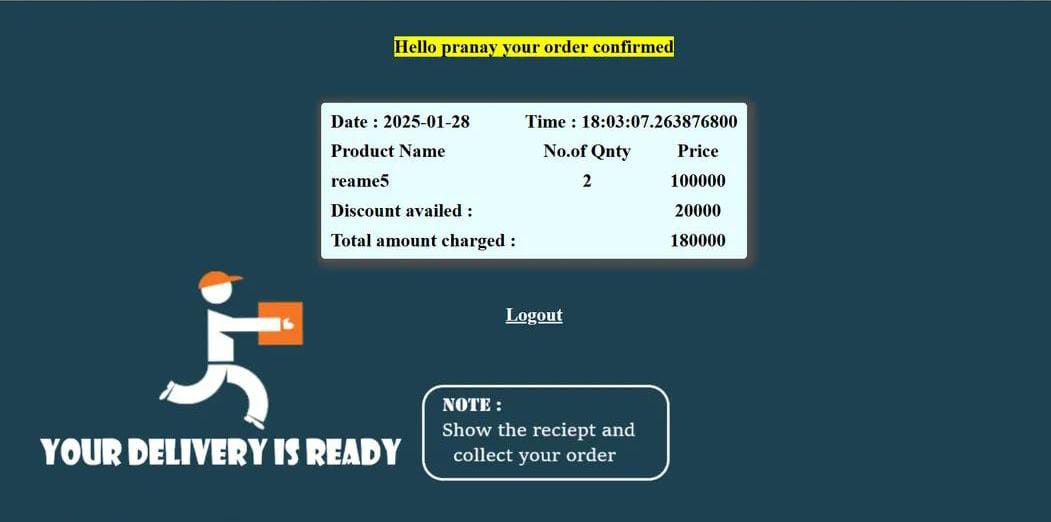 Hello pranay your order confirmed
Date : 2025-01-28 Time : 18:03:07.263876800
Product Name No.of Qnty Price
reame5 2 100000
Discount availed : 20000
Total amount charged : 180000
Logout
YOUR DELIVERY IS READY
NOTE :
Show the reciept and
collect your order